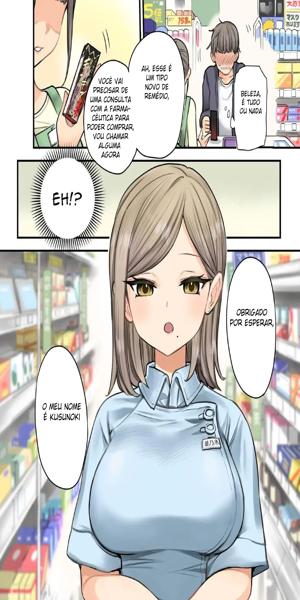 BELEZA,
É TUDO
OU NADA
AH, ESSE É
UM TIPO
NOVO DE
REMÉDIO,
VOCÊ VAI
PRECISAR DE
UMA CONSULTA
COM A FARMA-
CÊUTICA PARA
PODER COMPRAR,
VOU CHAMAR
ALGUMA
AGORA
EH!?
OBRIGADO
POR ESPERAR,
O MEU NOME
É KUSUNOKI